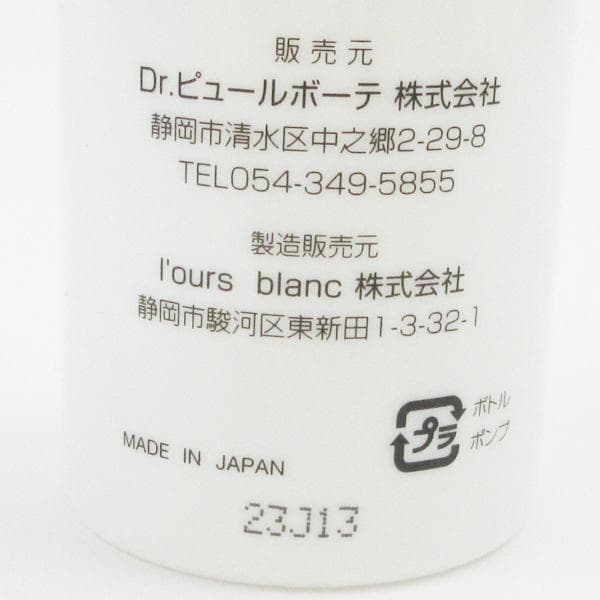 販売元
Dr.ピュールボーテ 株式会社
静岡市清水区中之郷2-29-8
TEL054-349-5855
製造販売元
l'ours blanc 株式会社
静岡市駿河区東新田1-3-32-1
プラ
ボトル
ポンプ
MADE IN JAPAN
23J13